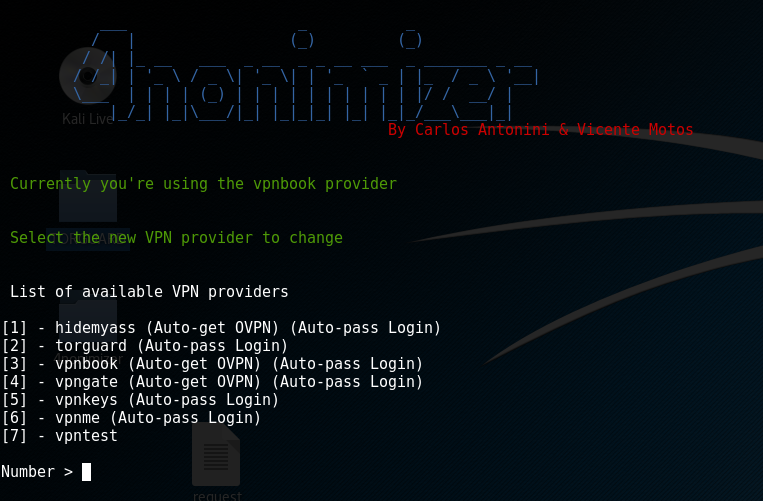 4nonimizer
By Carlos Antonini & Vicente Motos
Kali Live
Currently you're using the vpnbook provider
Select the new VPN provider to change
TORGUARD
List of available VPN providers
[1] - hidemyass (Auto-get OVPN) (Auto-pass Login)
[2] - torguard (Auto-pass Login)
[3] - vpnbook (Auto-get OVPN) (Auto-pass Login)
[4] - vpngate (Auto-get OVPN) (Auto-pass Login)
[5] - vpnkeys (Auto-pass Login)
[6] - vpnme (Auto-pass Login)
[7] - vpntest
4nonimizer
Number >
request